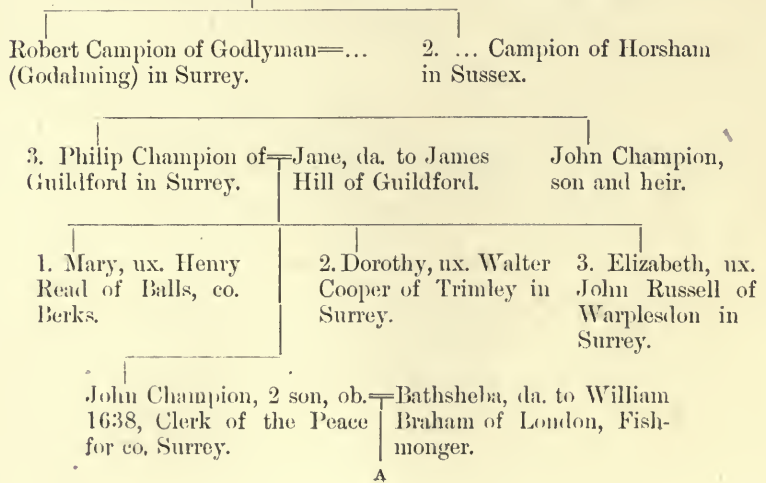 Robert Campion of Godlyman=...
(Godalming) in Surrey.
2. ... Campion of Horsham
in Sussex.
3. Philip Champion of
Guildford in Surrey.
=Jane, da. to James
Hill of Guildford.
John Champion,
son and heir.
1. Mary, ux. Henry
Read of Balls, co.
Berks.
2. Dorothy, ux. Walter
Cooper of Trimley in
Surrey.
3. Elizabeth, ux.
John Russell of
Warplesdon in
Surrey.
John Champion, 2 son, ob.
1638, Clerk of the Peace
for co. Surrey.
=Bathsheba, da. to William
Braham of London, Fish-
monger.
A